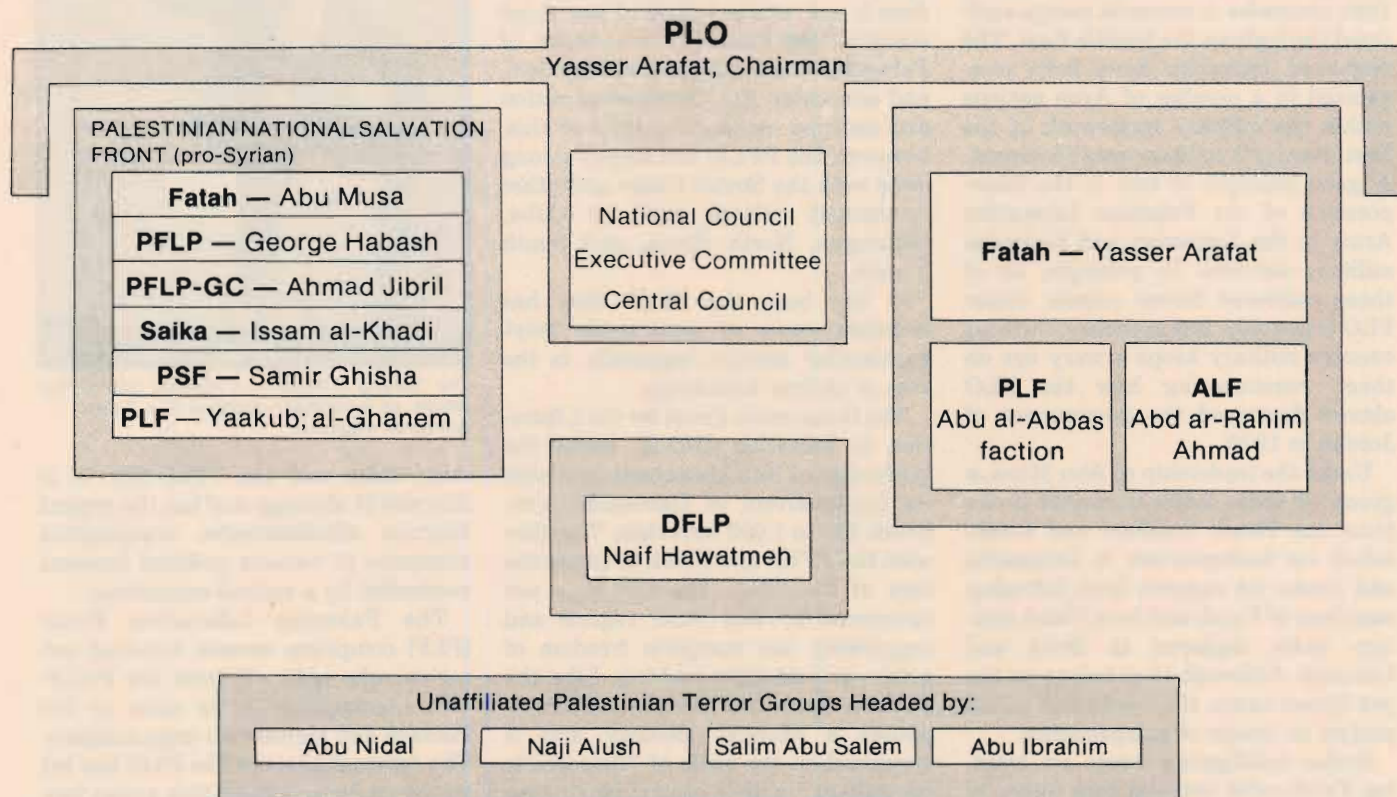 PLO
Yasser Arafat, Chairman
PALESTINIAN NATIONAL SALVATION
FRONT (pro-Syrian)
Fatah — Abu Musa
PFLP — George Habash
PFLP-GC — Ahmad Jibril
Saika — Issam al-Khadi
PSF — Samir Ghisha
PLF — Yaakub; al-Ghanem
National Council
Executive Committee
Central Council
DFLP
Naif Hawatmeh
Fatah — Yasser Arafat
PLF
Abu al-Abbas
faction
ALF
Abd ar-Rahim
Ahmad
Unaffiliated Palestinian Terror Groups Headed by:
Abu Nidal
Naji Alush
Salim Abu Salem
Abu Ibrahim